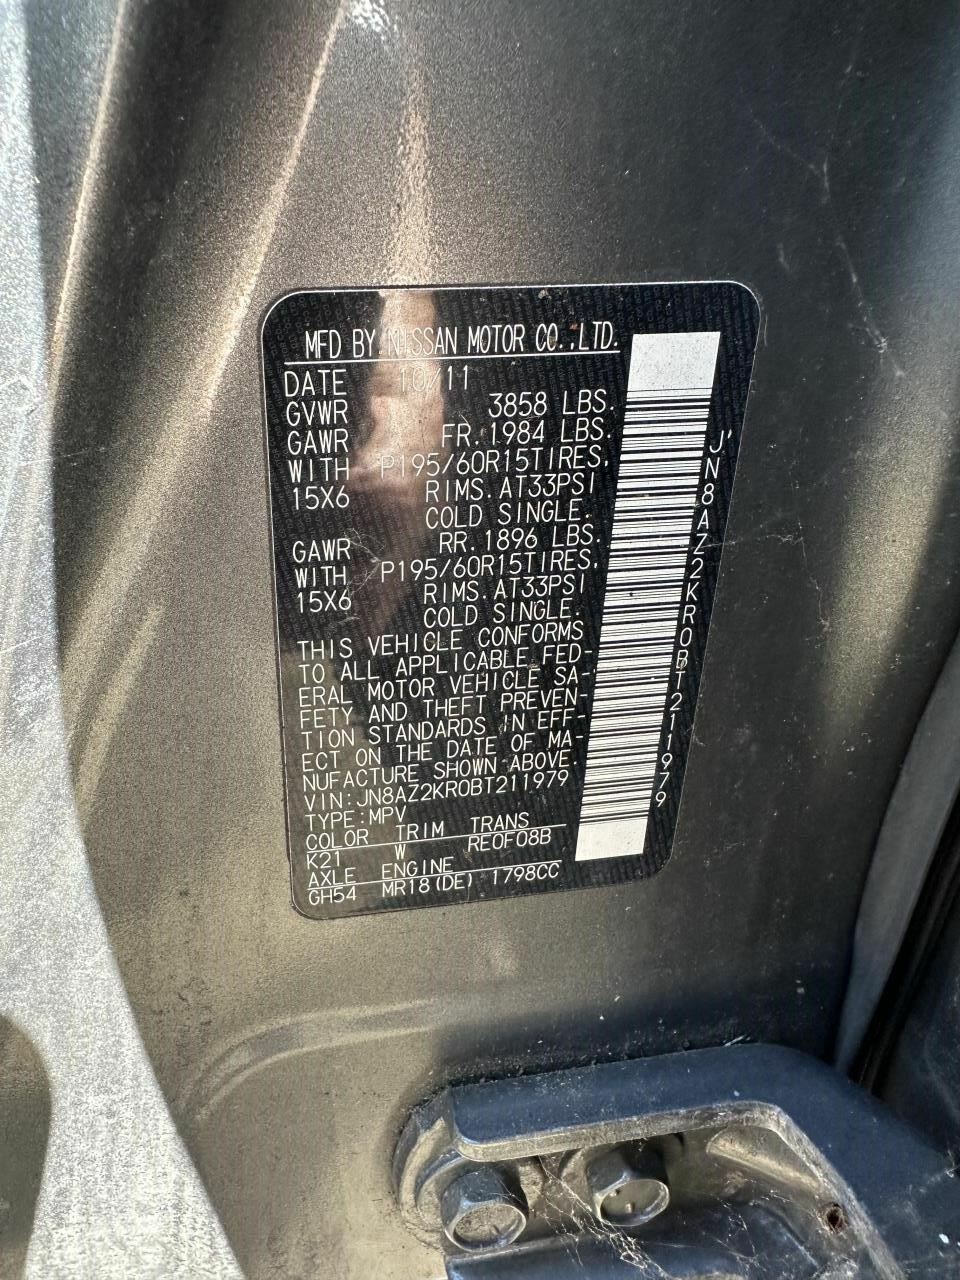 MFD BY NISSAN MOTOR CO.,LTD.
DATE 10/11
GVWR 3858 LBS.
GAWR FR.1984 LBS.
WITH P195/60R15TIRES,
15X6 RIMS.AT33PSI
COLD SINGLE.
GAWR RR.1896 LBS.
WITH P195/60R15TIRES,
15X6 RIMS.AT33PSI
COLD SINGLE.
THIS VEHICLE CONFORMS
TO ALL APPLICABLE FED-
ERAL MOTOR VEHICLE SA-
FETY AND THEFT PREVEN-
TION STANDARDS IN EFF-
ECT ON THE DATE OF MA-
NUFACTURE SHOWN ABOVE.
VIN:JN8AZ2KR0BT211979
TYPE:MPV
COLOR TRIM TRANS
K21 W RE0F08B
AXLE ENGINE
GH54 MR18(DE) 1798CC
JN8AZ2KR0BT211979